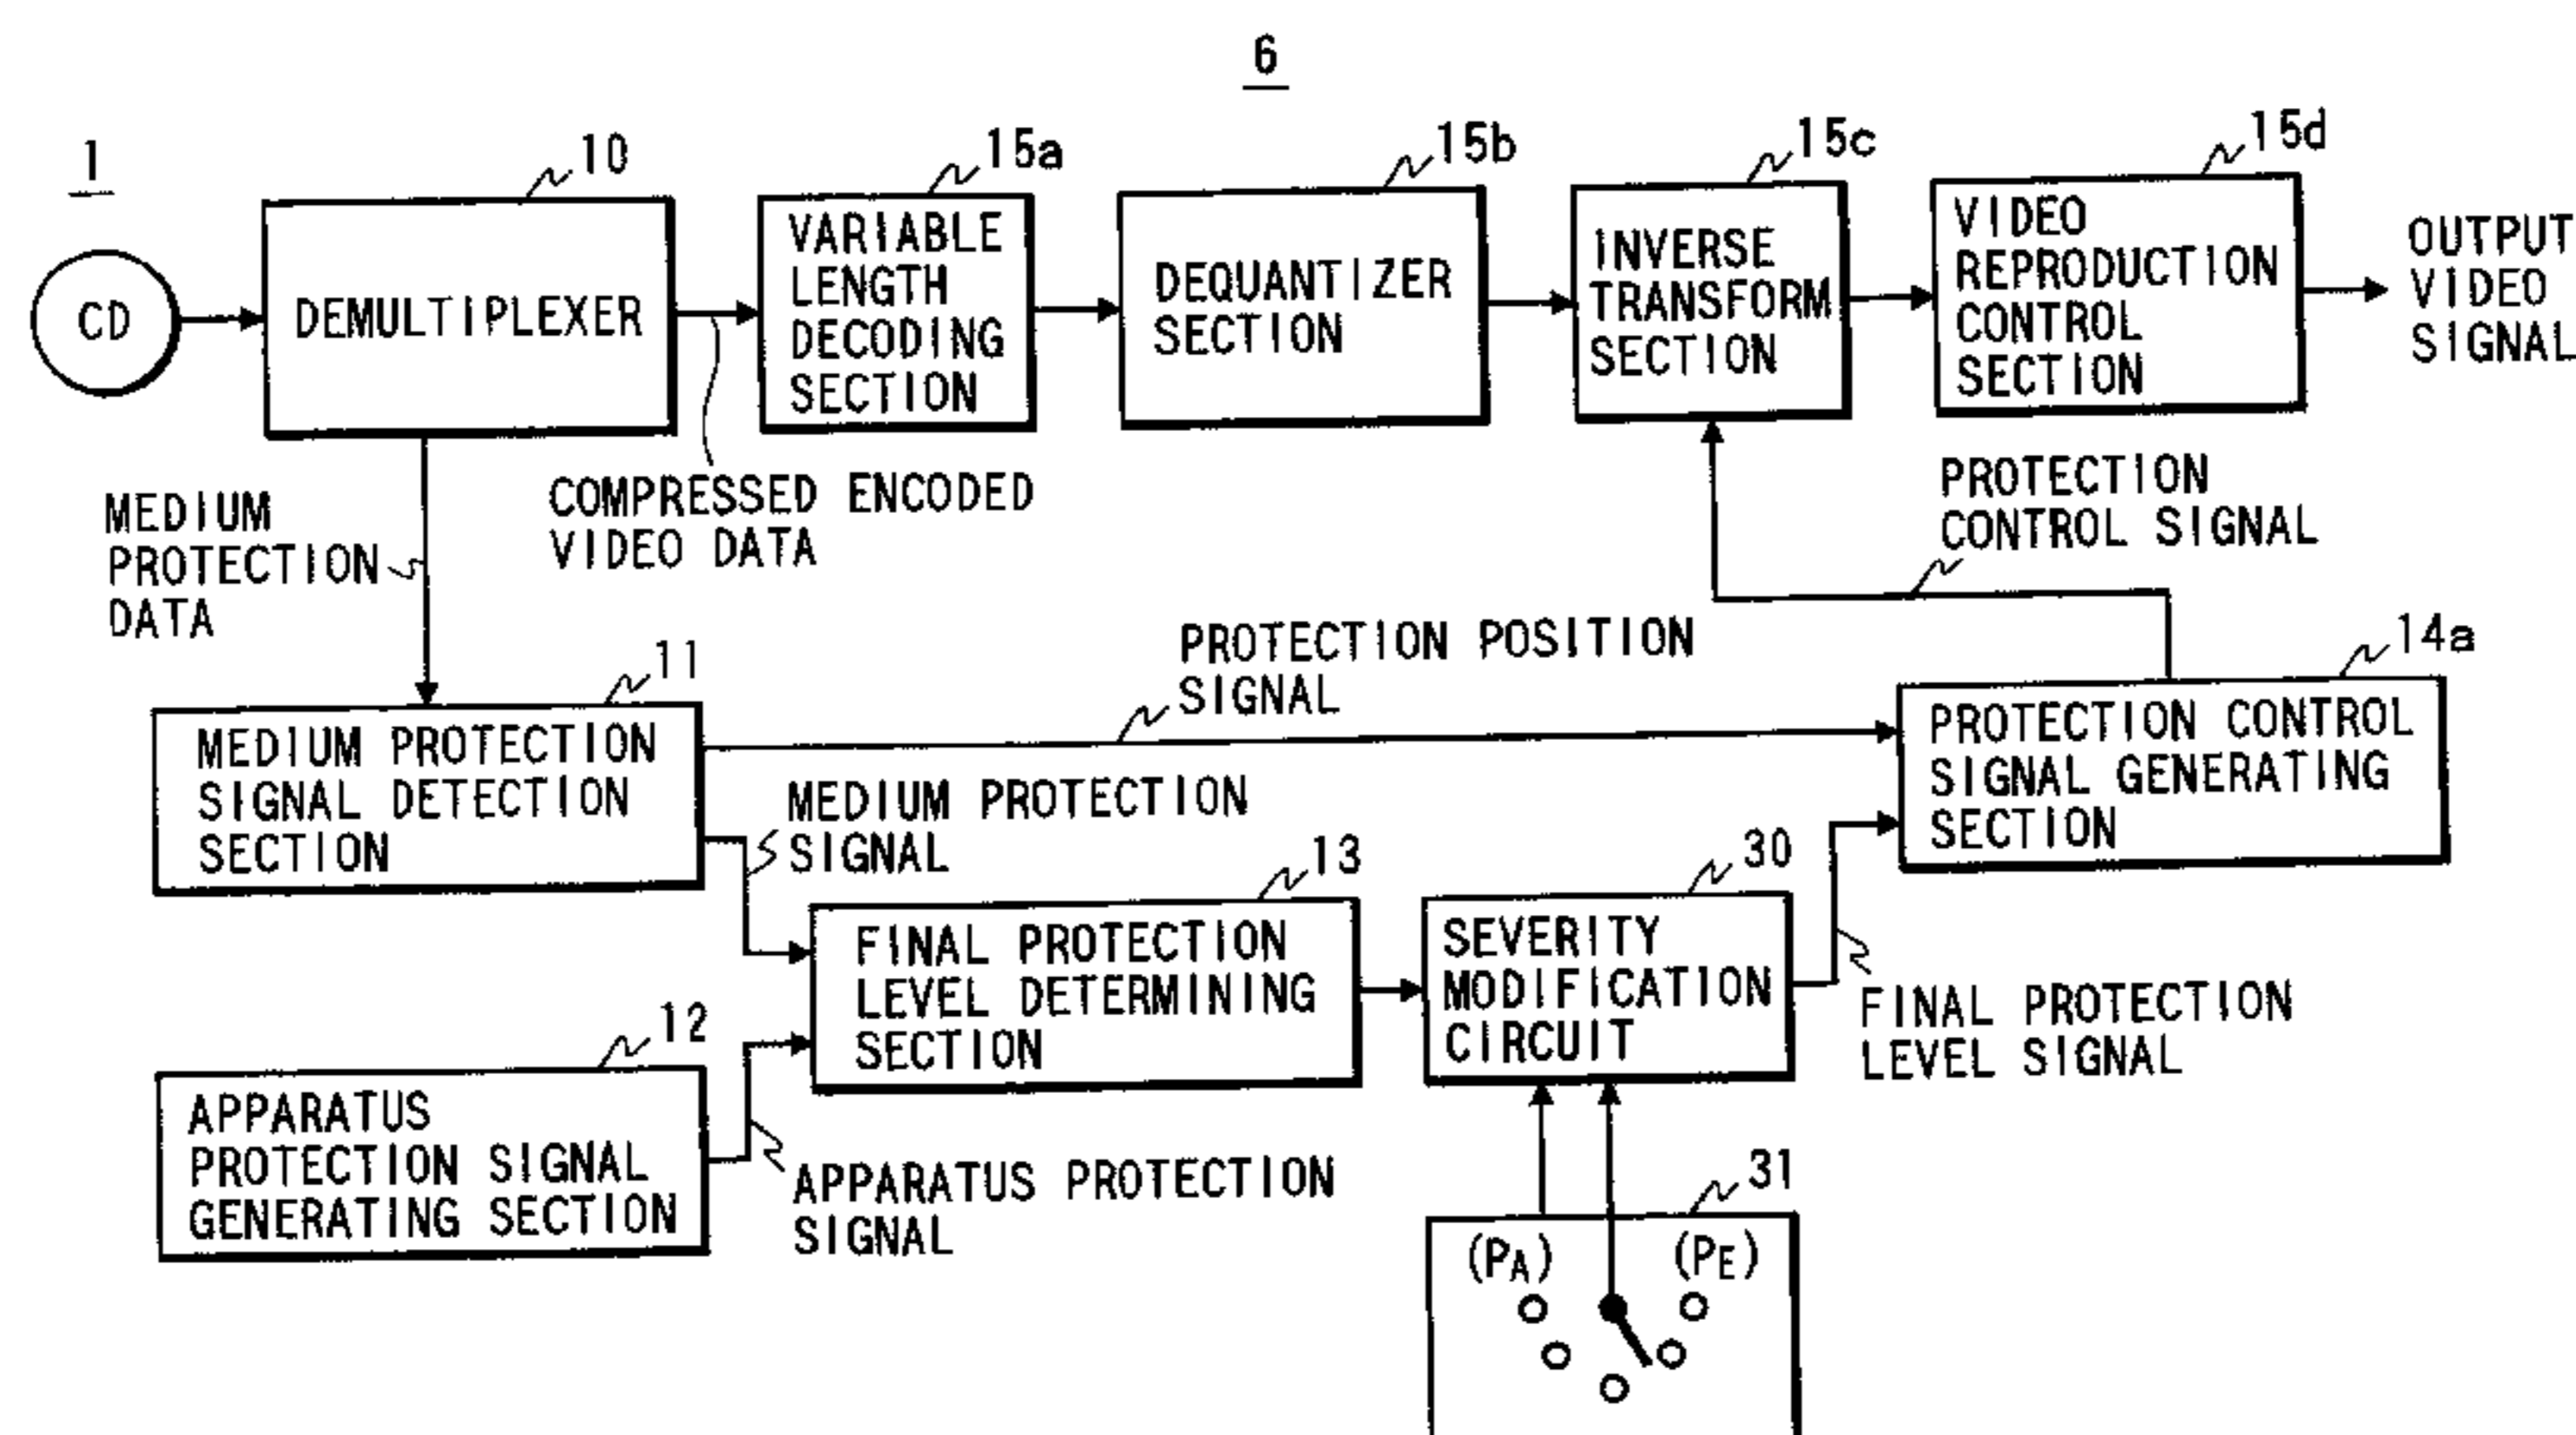 6
1
10
15a
15b
15c
15d
CD
DEMULTIPLEXER
VARIABLE
LENGTH
DECODING
SECTION
DEQUANTIZER
SECTION
INVERSE
TRANSFORM
SECTION
VIDEO
REPRODUCTION
CONTROL
SECTION
OUTPUT
VIDEO
SIGNAL
MEDIUM
PROTECTION
DATA
COMPRESSED ENCODED
VIDEO DATA
PROTECTION
CONTROL SIGNAL
PROTECTION POSITION
SIGNAL
11
14a
MEDIUM PROTECTION
SIGNAL DETECTION
SECTION
PROTECTION CONTROL
SIGNAL GENERATING
SECTION
MEDIUM PROTECTION
SIGNAL
13
30
FINAL PROTECTION
LEVEL DETERMINING
SECTION
SEVERITY
MODIFICATION
CIRCUIT
FINAL PROTECTION
LEVEL SIGNAL
12
APPARATUS
PROTECTION SIGNAL
GENERATING SECTION
APPARATUS PROTECTION
SIGNAL
31
(PA)
(PE)